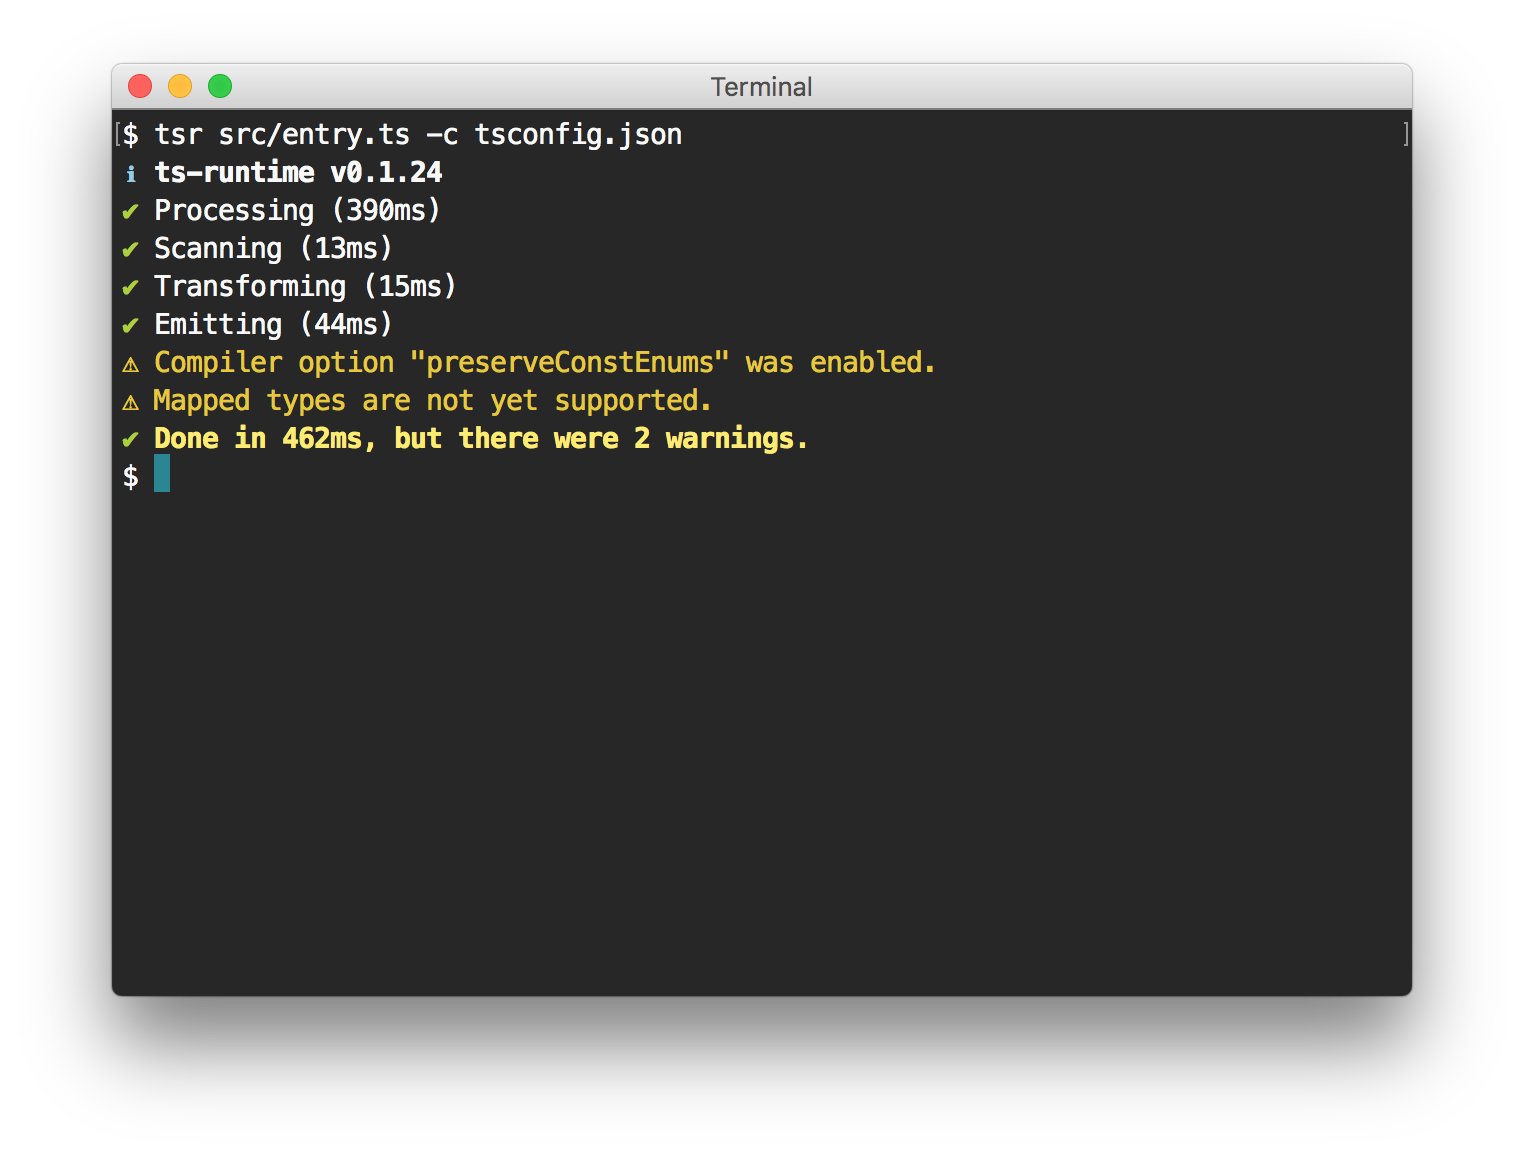 Terminal
[$ tsr src/entry.ts -c tsconfig.json ]
ℹ ts-runtime v0.1.24
✔ Processing (390ms)
✔ Scanning (13ms)
✔ Transforming (15ms)
✔ Emitting (44ms)
⚠ Compiler option "preserveConstEnums" was enabled.
⚠ Mapped types are not yet supported.
✔ Done in 462ms, but there were 2 warnings.
$